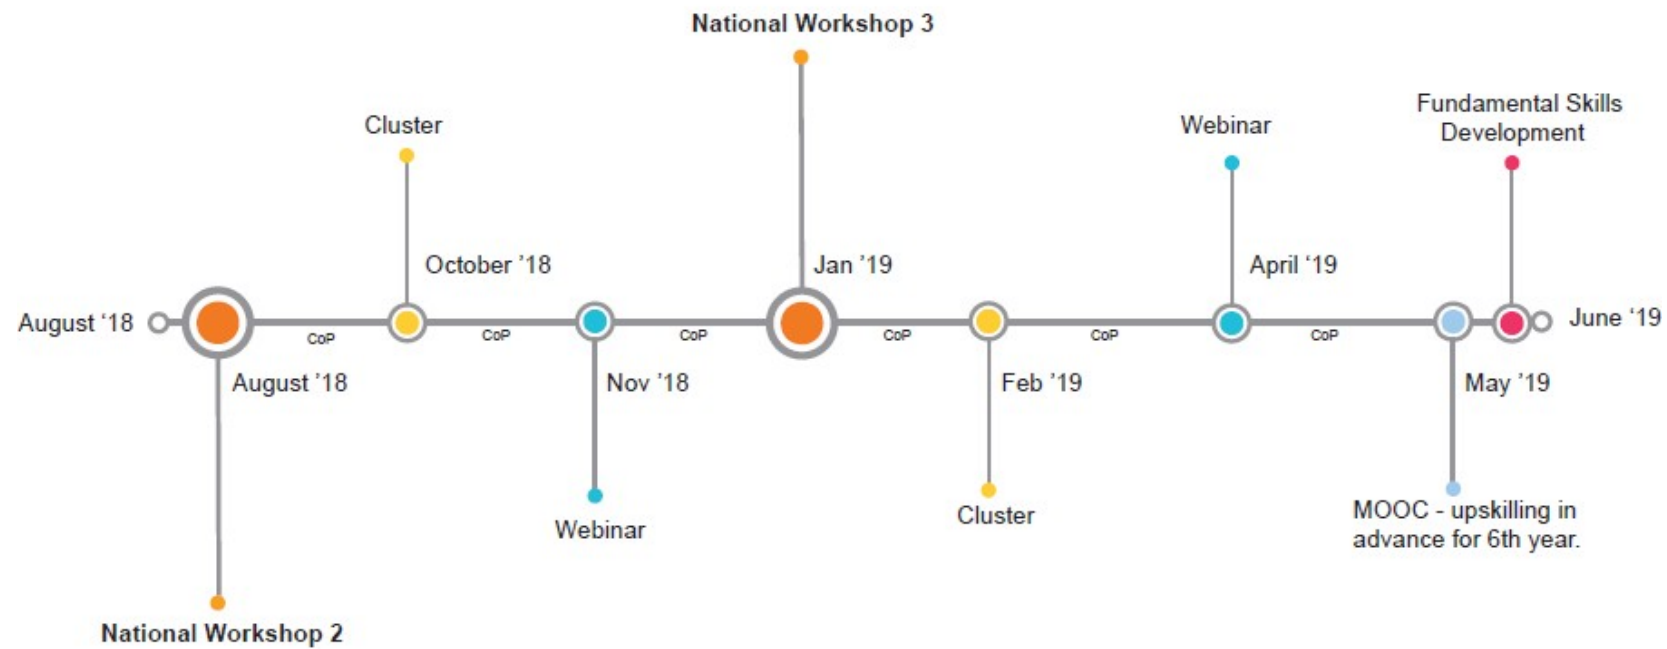 National Workshop 3
Fundamental Skills
Development
Cluster
Webinar
October ’18
Jan ’19
April ‘19
August ‘18
June ‘19
CoP
CoP
CoP
CoP
CoP
CoP
August ’18
Nov ’18
Feb ’19
May ’19
Cluster
Webinar
MOOC - upskilling in
advance for 6th year.
National Workshop 2